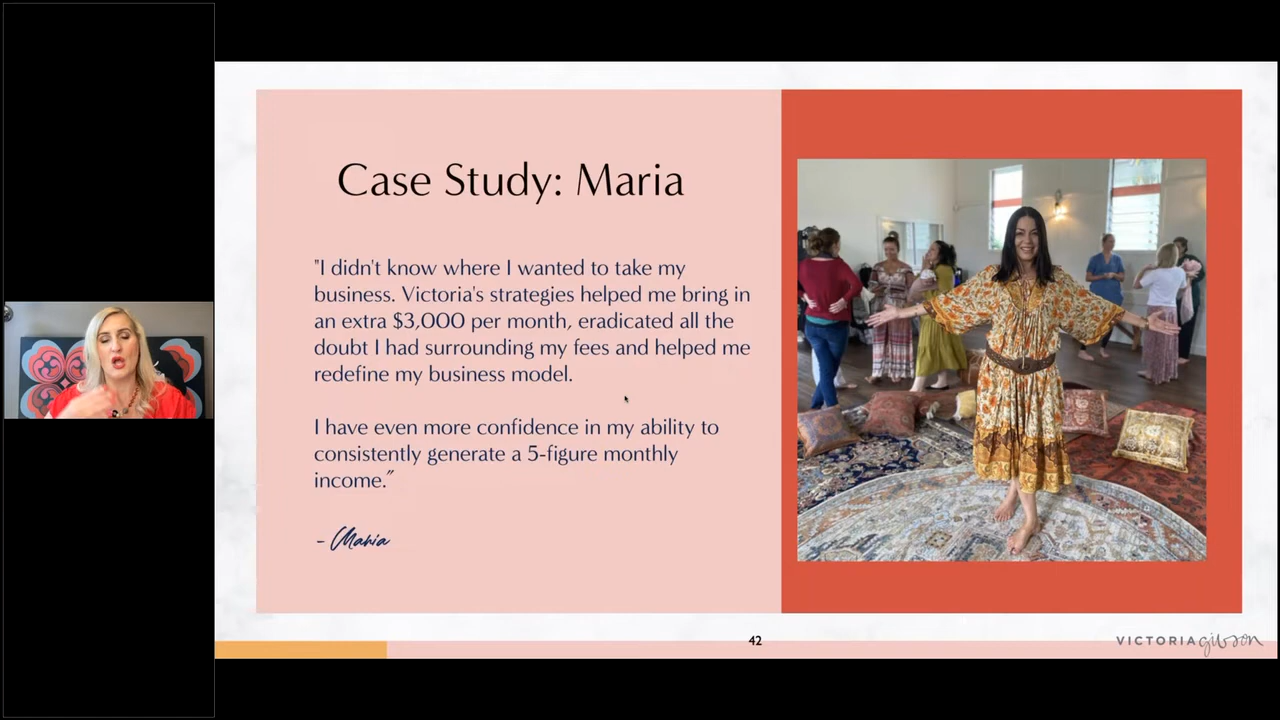 Case Study: Maria
"I didn't know where I wanted to take my
business. Victoria's strategies helped me bring in
an extra $3,000 per month, eradicated all the
doubt I had surrounding my fees and helped me
redefine my business model.
I have even more confidence in my ability to
consistently generate a 5-figure monthly
income."
- Maria
42
VICTORIA gibson